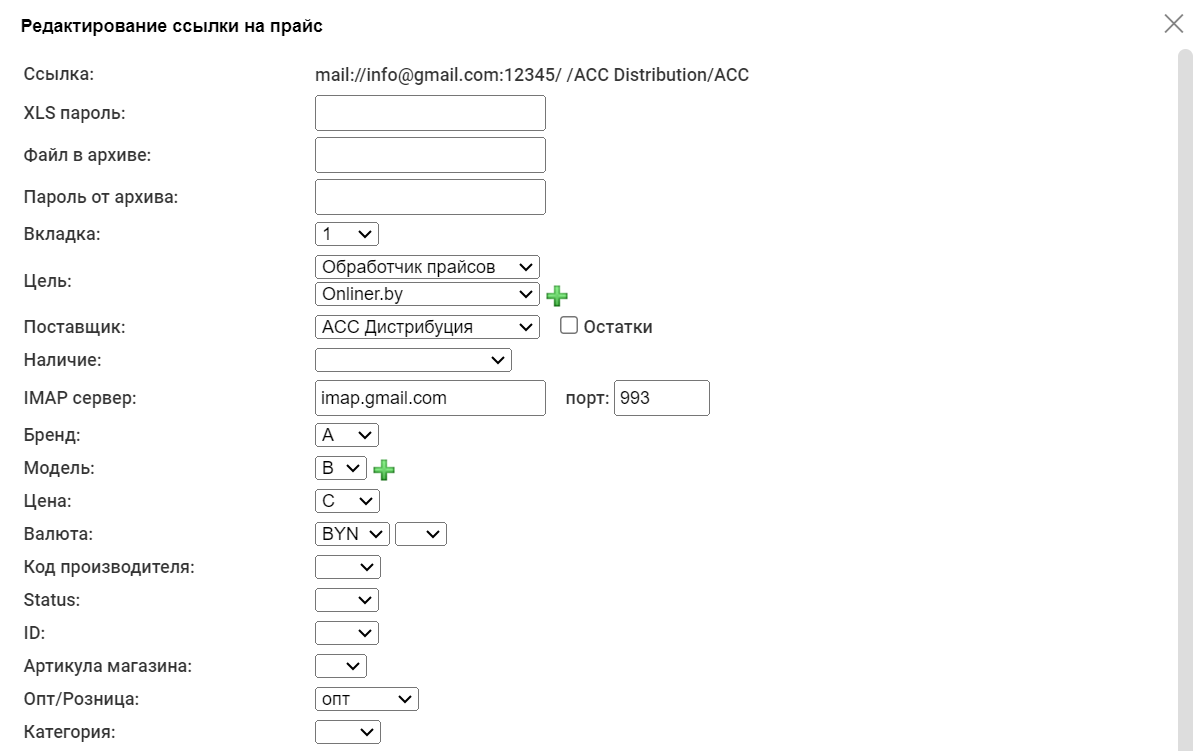 Редактирование ссылки на прайс
Ссылка: mail://info@gmail.com:12345/ /ACC Distribution/ACC
XLS пароль:
Файл в архиве:
Пароль от архива:
Вкладка: 1
Цель: Обработчик прайсов
Onliner.by
Поставщик: АСС Дистрибуция Остатки
Наличие:
IMAP сервер: imap.gmail.com порт: 993
Бренд: A
Модель: B
Цена: C
Валюта: BYN
Код производителя:
Status:
ID:
Артикула магазина:
Опт/Розница: опт
Категория: